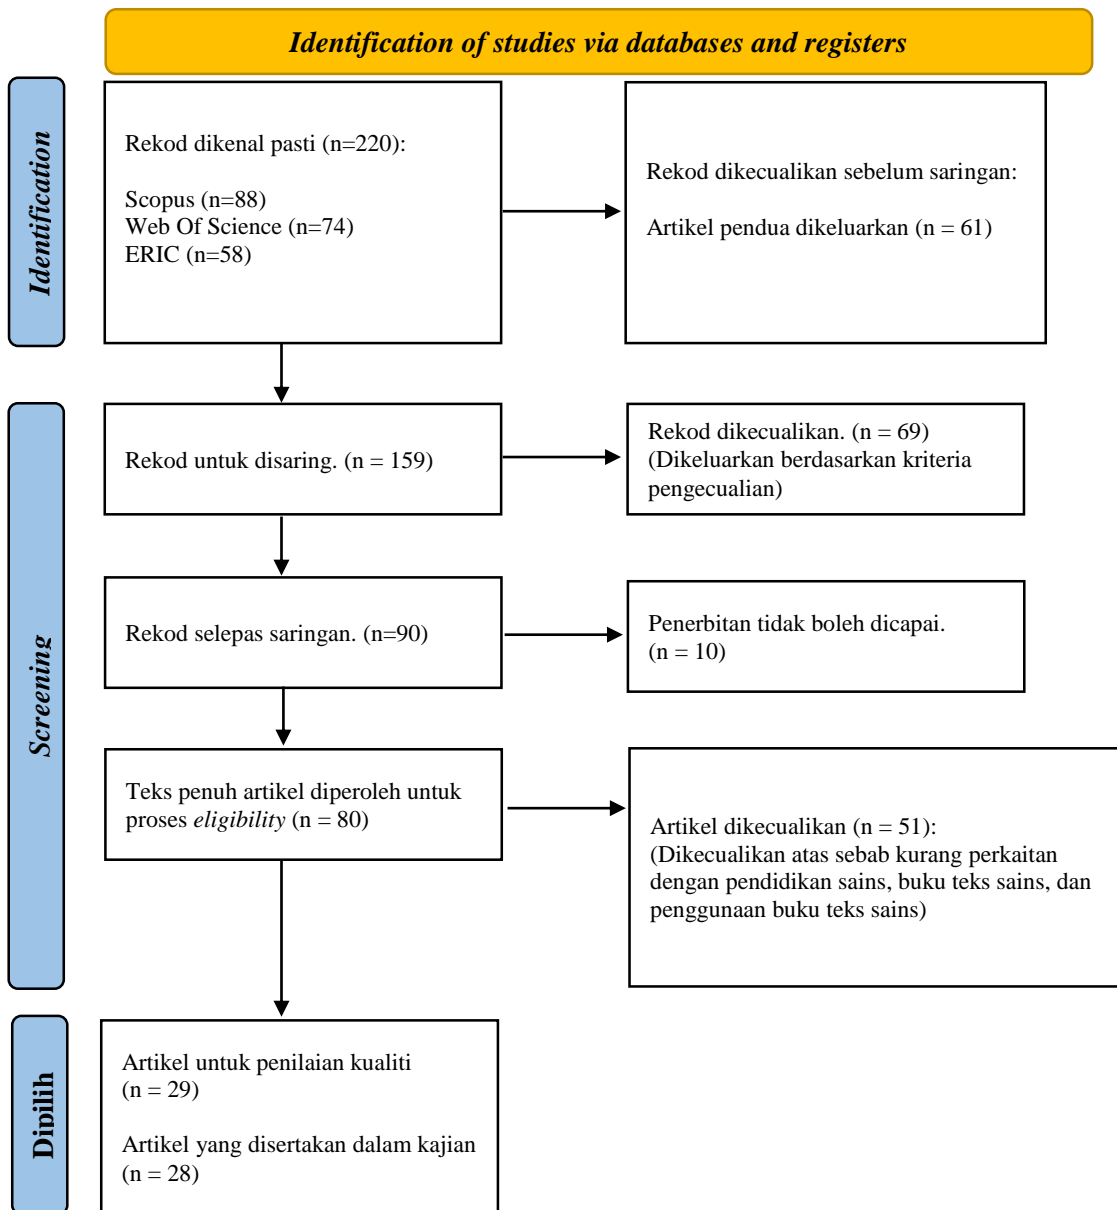 Identification of studies via databases and registers
Identification
Rekod dikenal pasti (n=220):
Scopus (n=88)
Web Of Science (n=74)
ERIC (n=58)
Rekod dikecualikan sebelum saringan:
Artikel pendua dikeluarkan (n = 61)
Screening
Rekod untuk disaring. (n = 159)
Rekod dikecualikan. (n = 69)
(Dikeluarkan berdasarkan kriteria
pengecualian)
Rekod selepas saringan. (n=90)
Penerbitan tidak boleh dicapai.
(n = 10)
Teks penuh artikel diperoleh untuk
proses eligibility (n = 80)
Artikel dikecualikan (n = 51):
(Dikecualikan atas sebab kurang perkaitan
dengan pendidikan sains, buku teks sains, dan
penggunaan buku teks sains)
Dipilih
Artikel untuk penilaian kualiti
(n = 29)
Artikel yang disertakan dalam kajian
(n = 28)